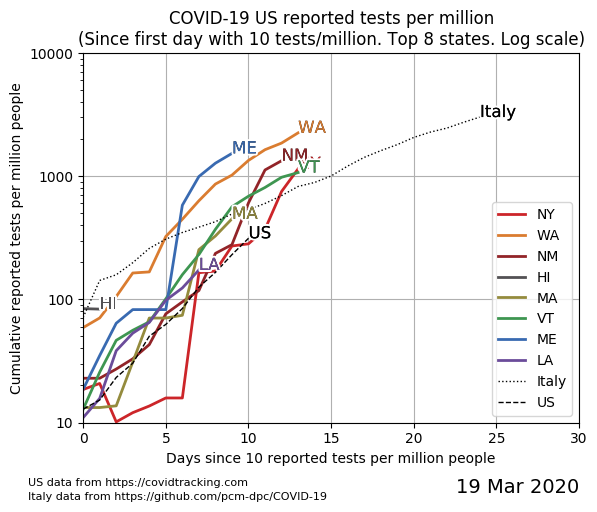 COVID-19 US reported tests per million
(Since first day with 10 tests/million. Top 8 states. Log scale)
Cumulative reported tests per million people
10000
1000
100
10
Italy
WA
ME
NM
VT
MA
US
LA
HI
NY
WA
NM
HI
MA
VT
ME
LA
Italy
US
0 5 10 15 20 25 30
Days since 10 reported tests per million people
US data from https://covidtracking.com
Italy data from https://github.com/pcm-dpc/COVID-19
19 Mar 2020